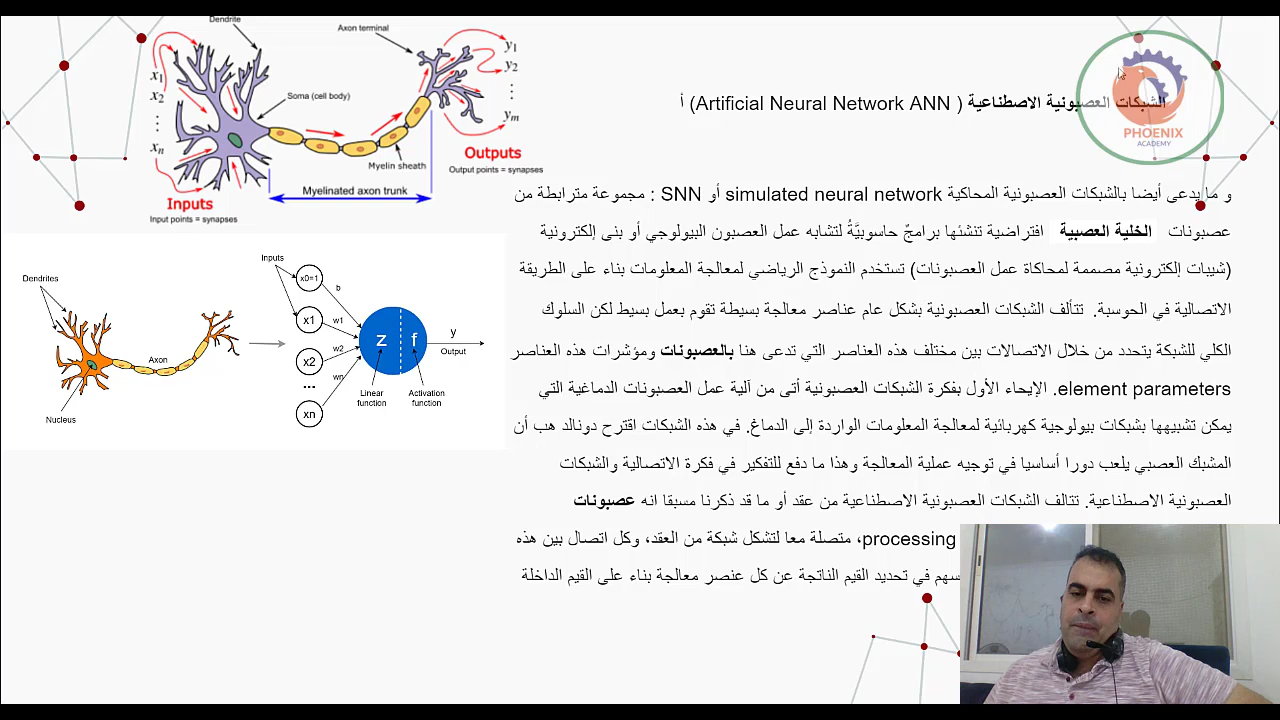 الشبكات العصبونية الاصطناعية ( Artificial Neural Network ANN) أ
PHOENIX
ACADEMY
و ما يدعى أيضا بالشبكات العصبونية المحاكية simulated neural network أو SNN : مجموعة مترابطة من
عصبونات الخلية العصبية افتراضية تنشئها برامجٌ حاسوبيَّةُ لتشابه عمل العصبون البيولوجي أو بنى إلكترونية
(شيبات إلكترونية مصممة لمحاكاة عمل العصبونات) تستخدم النموذج الرياضي لمعالجة المعلومات بناء على الطريقة
الاتصالية في الحوسبة. تتألف الشبكات العصبونية بشكل عام عناصر معالجة بسيطة تقوم بعمل بسيط لكن السلوك
الكلي للشبكة يتحدد من خلال الاتصالات بين مختلف هذه العناصر التي تدعى هنا بالعصبونات ومؤشرات هذه العناصر
element parameters. الإيحاء الأول بفكرة الشبكات العصبونية أتى من آلية عمل العصبونات الدماغية التي
يمكن تشبيهها بشبكات بيولوجية كهربائية لمعالجة المعلومات الواردة إلى الدماغ. في هذه الشبكات اقترح دونالد هب أن
المشبك العصبي يلعب دورا أساسيا في توجيه عملية المعالجة وهذا ما دفع للتفكير في فكرة الاتصالية والشبكات
العصبونية الاصطناعية. تتالف الشبكات العصبونية الاصطناعية من عقد أو ما قد ذكرنا مسبقا انه عصبونات
processing، متصلة معا لتشكل شبكة من العقد، وكل اتصال بين هذه
سهم في تحديد القيم الناتجة عن كل عنصر معالجة بناء على القيم الداخلة
Dendrite
Axon terminal
x1
x2
⋮
xn
Soma (cell body)
y1
y2
⋮
ym
Myelin sheath
Outputs
Output points = synapses
Myelinated axon trunk
Inputs
Input points = synapses
Dendrites
Axon
Nucleus
Inputs
x0=1
b
x1
w1
x2
w2
...
wn
xn
z
f
y
Output
Linear
function
Activation
function